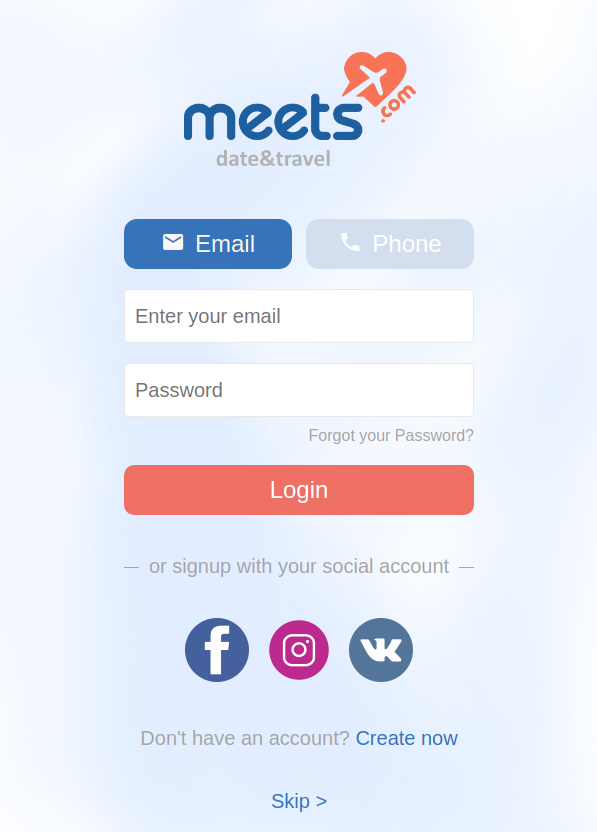 meets.com
date&travel
Email Phone
Enter your email
Password
Forgot your Password?
Login
or signup with your social account
Don't have an account? Create now
Skip >